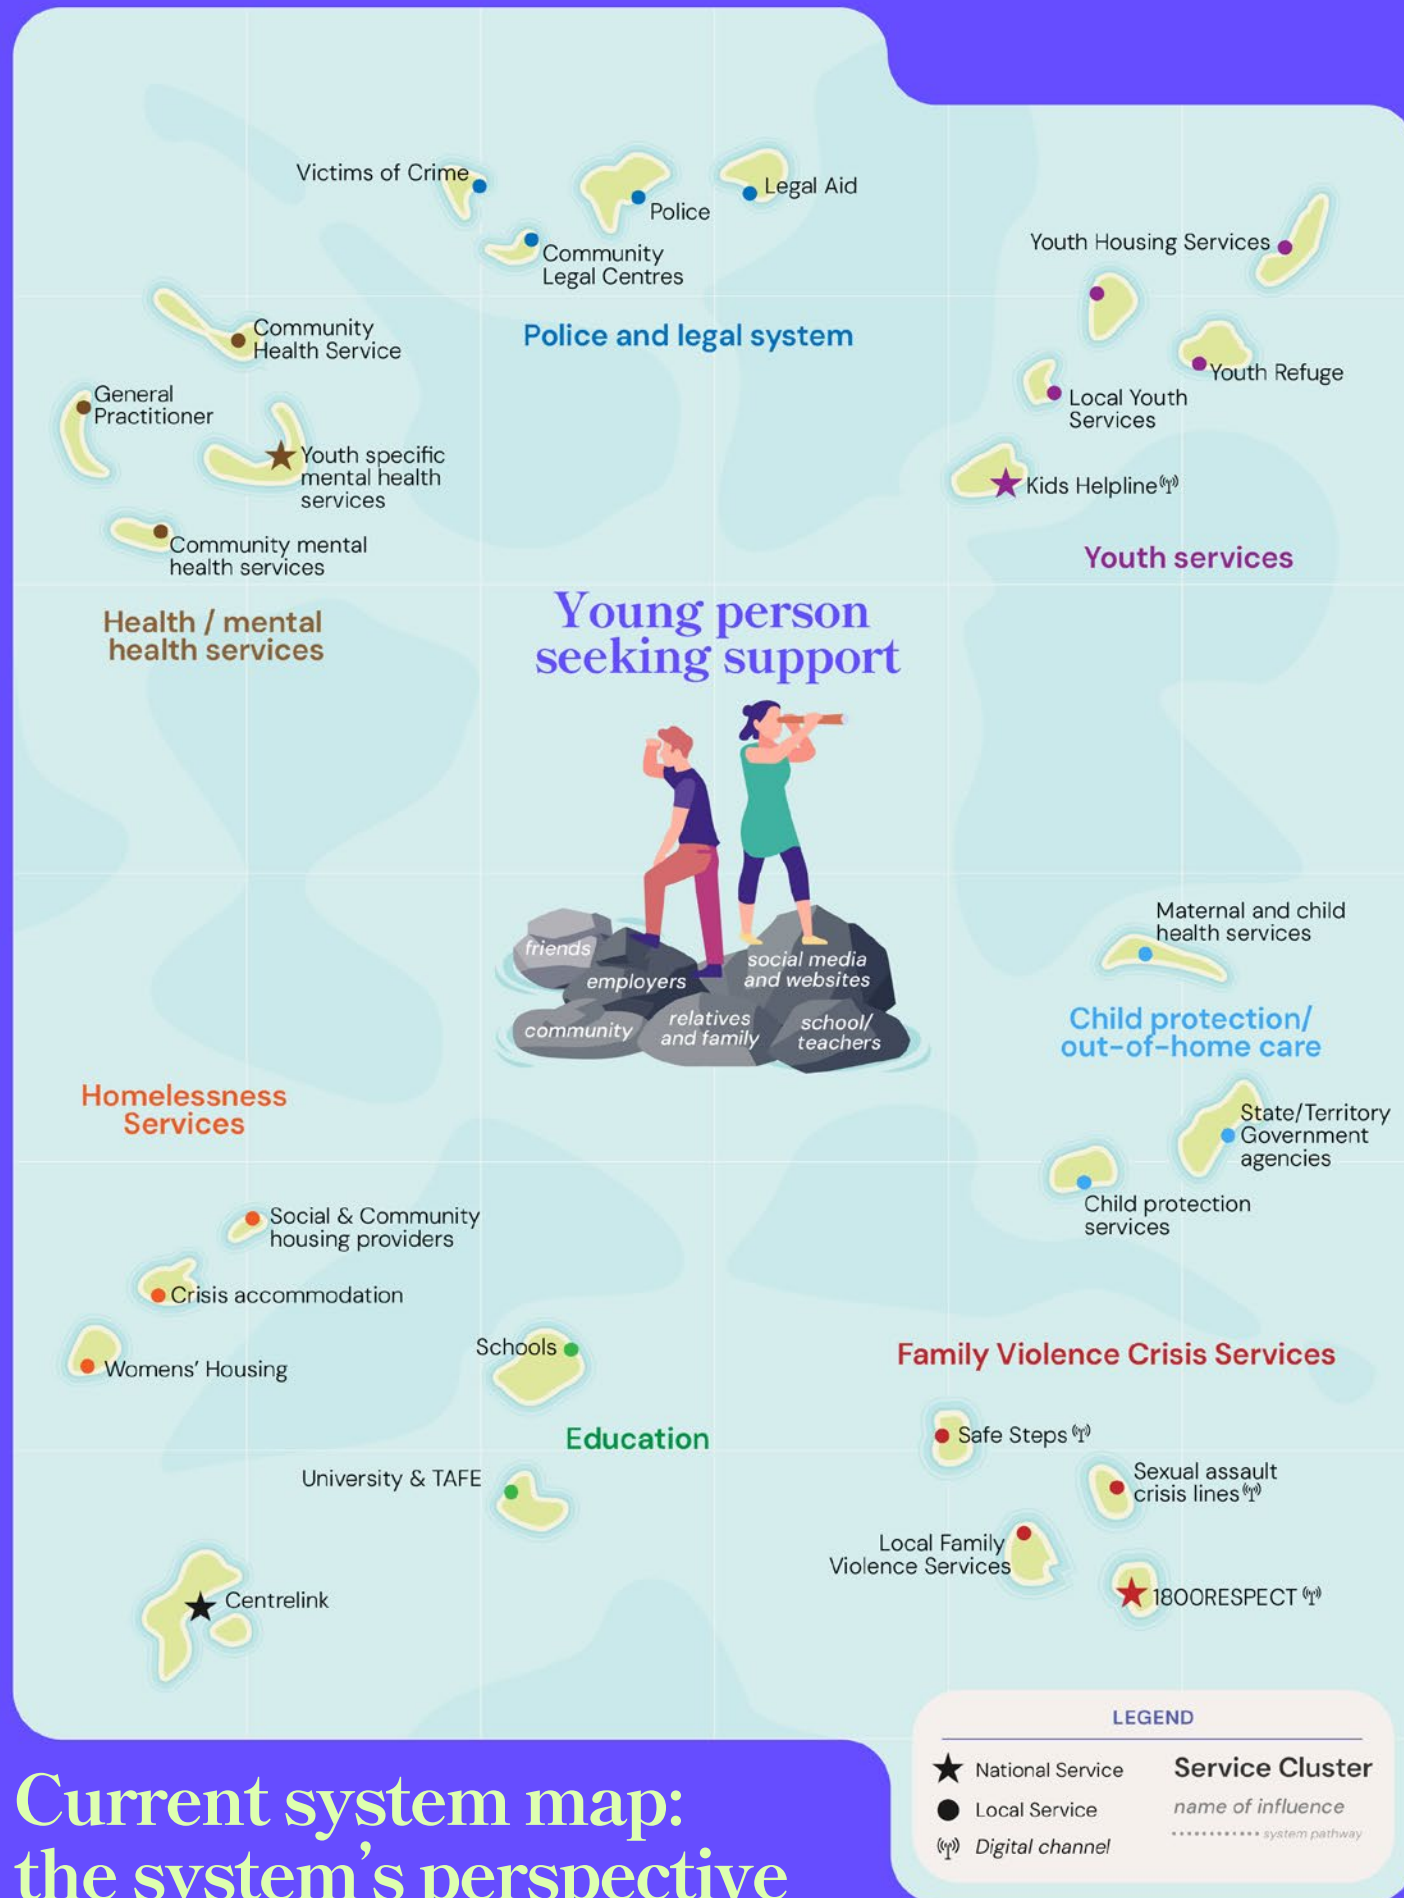 Victims of Crime
Police
Legal Aid
Community
Legal Centres
Police and legal system
Youth Housing Services
Youth Refuge
Local Youth
Services
Kids Helpline
Youth services
Community
Health Service
General
Practitioner
Youth specific
mental health
services
Community mental
health services
Health / mental
health services
Young person
seeking support
friends
employers
social media
and websites
community
relatives
and family
school/
teachers
Maternal and child
health services
Child protection/
out-of-home care
State/Territory
Government
agencies
Child protection
services
Homelessness
Services
Social & Community
housing providers
Crisis accommodation
Womens' Housing
Schools
Education
University & TAFE
Centrelink
Family Violence Crisis Services
Safe Steps
Sexual assault
crisis lines
Local Family
Violence Services
1800RESPECT
LEGEND
National Service
Local Service
Digital channel
Service Cluster
name of influence
system pathway
Current system map:
the system's perspective